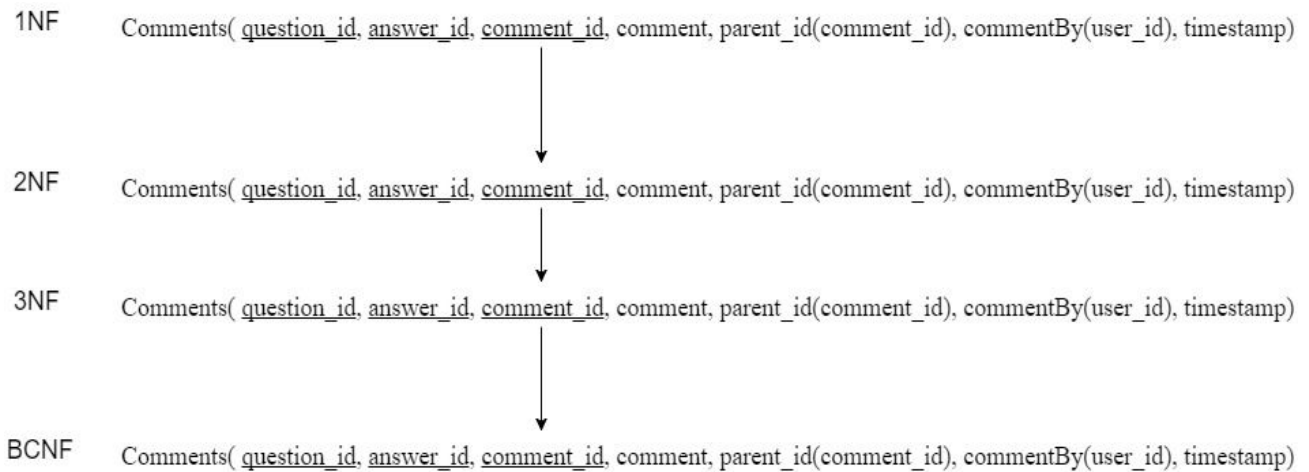 1NF Comments( question_id, answer_id, comment_id, comment, parent_id(comment_id), commentBy(user_id), timestamp)
2NF Comments( question_id, answer_id, comment_id, comment, parent_id(comment_id), commentBy(user_id), timestamp)
3NF Comments( question_id, answer_id, comment_id, comment, parent_id(comment_id), commentBy(user_id), timestamp)
BCNF Comments( question_id, answer_id, comment_id, comment, parent_id(comment_id), commentBy(user_id), timestamp)